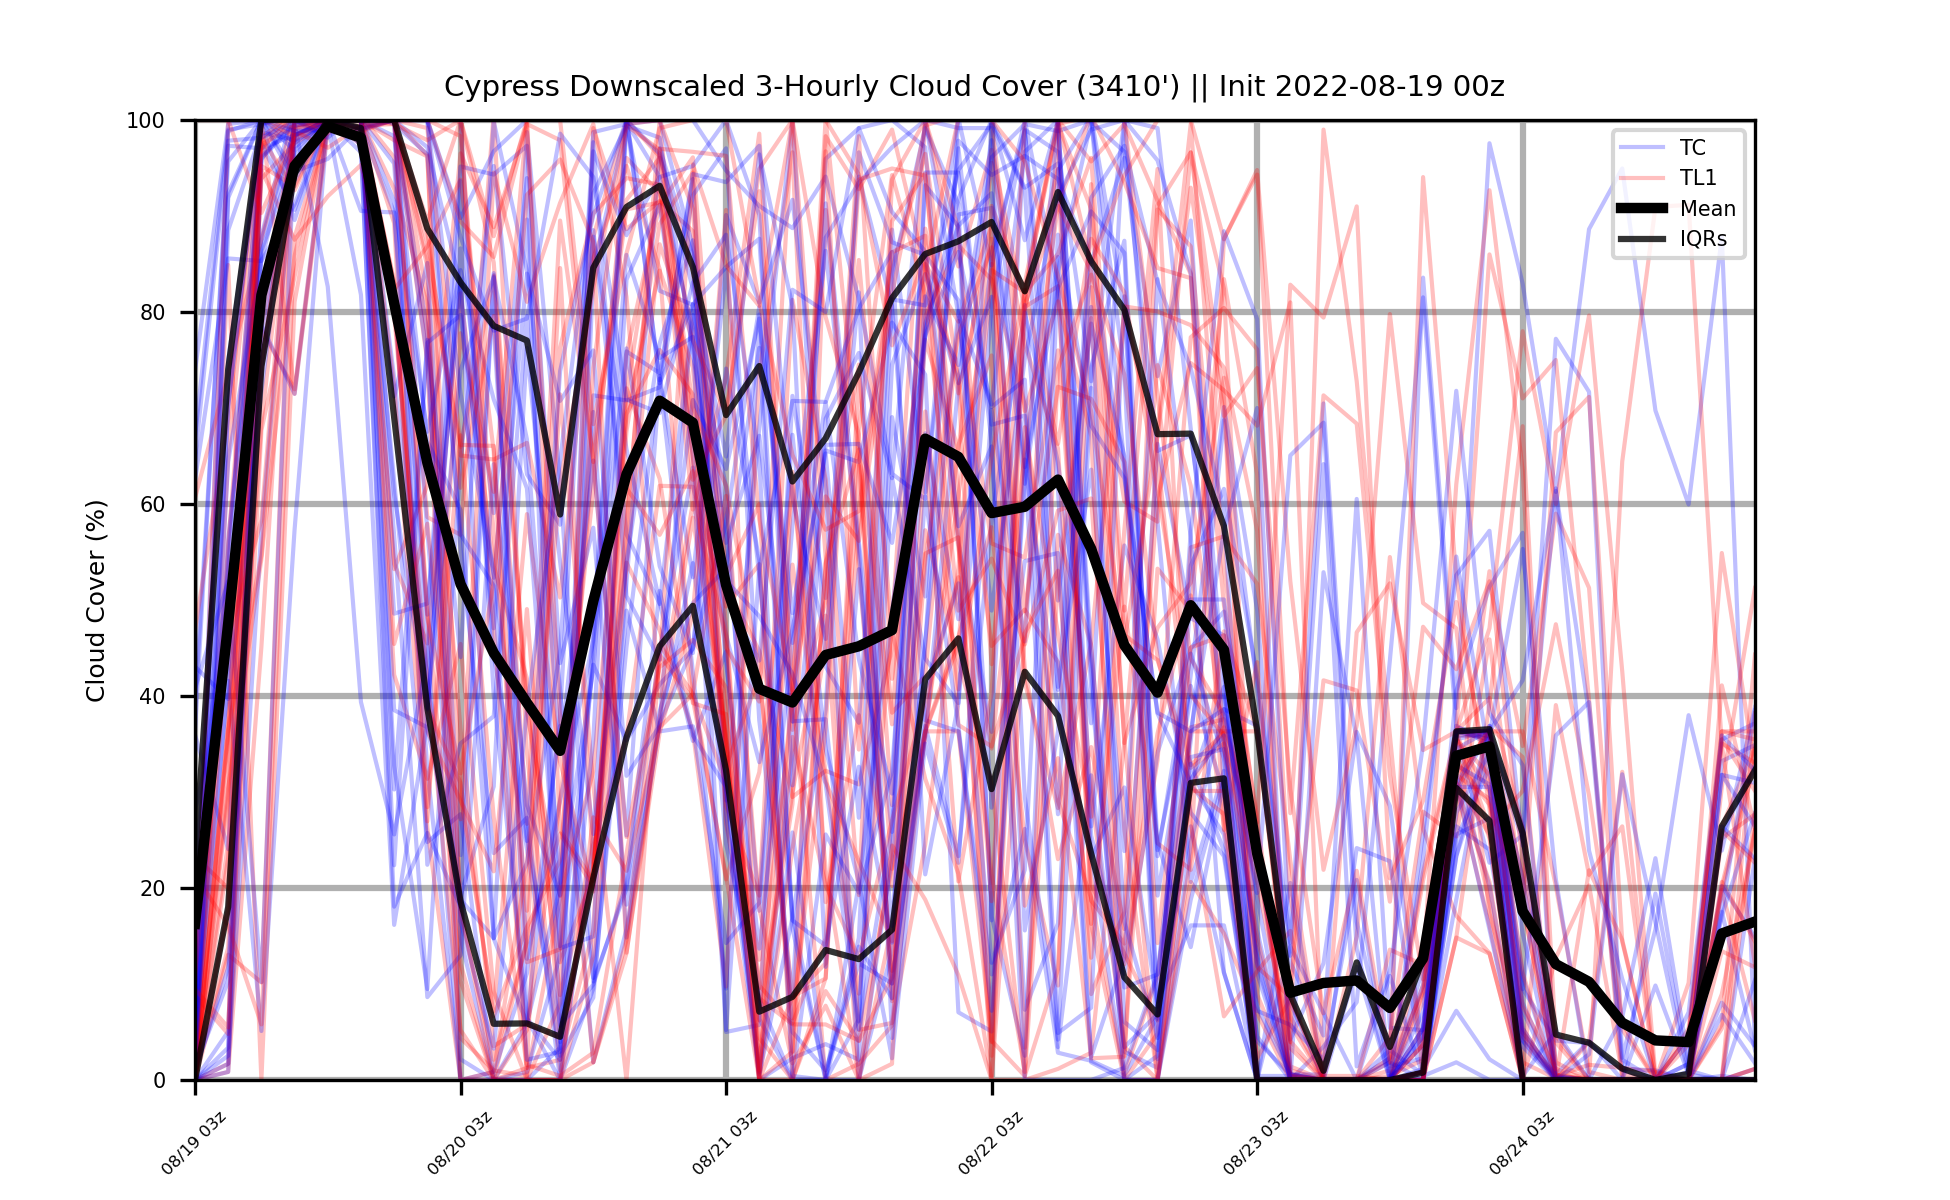 Cypress Downscaled 3-Hourly Cloud Cover (3410') || Init 2022-08-19 00z
Cloud Cover (%)
100
80
60
40
20
0
TC
TL1
Mean
IQRs
08/19 03z
08/20 03z
08/21 03z
08/22 03z
08/23 03z
08/24 03z